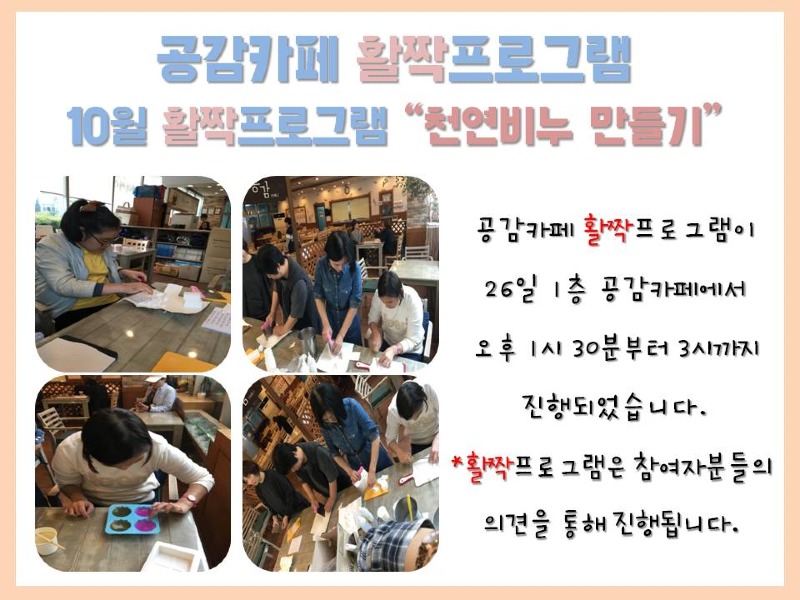 공감카페 활짝프로그램
10월 활짝프로그램 “천연비누 만들기”
공감카페 활짝프로그램이
26일 1층 공감카페에서
오후 1시 30분부터 3시까지
진행되었습니다.
*활짝프로그램은 참여자분들의
의견을 통해 진행됩니다.